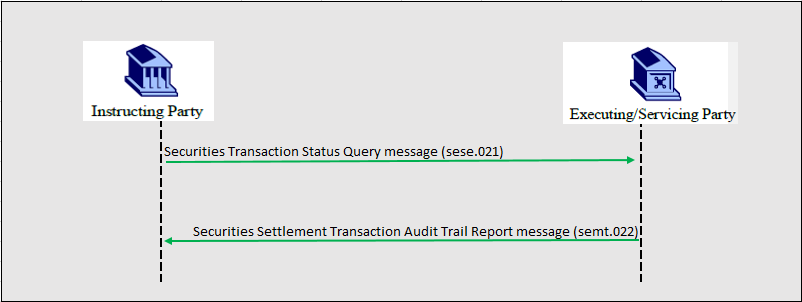 Instructing Party
Executing/Servicing Party
Securities Transaction Status Query message (sese.021)
Securities Settlement Transaction Audit Trail Report message (semt.022)